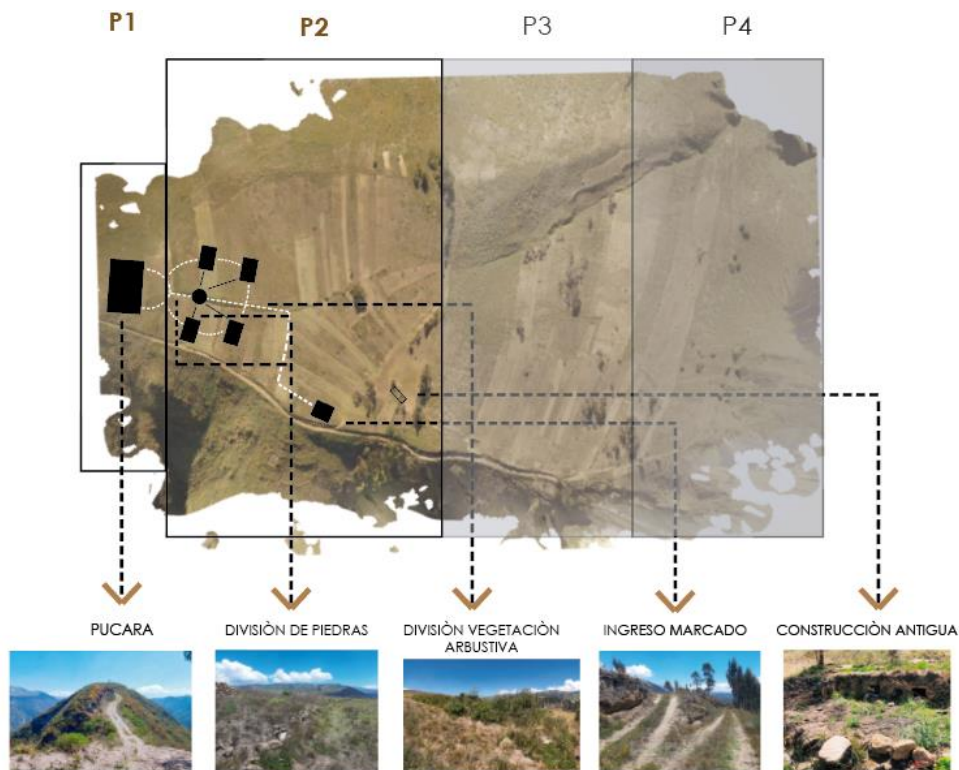 P1
P2
P3
P4
PUCARA
DIVISIÒN DE PIEDRAS
DIVISIÒN VEGETACIÒN
ARBUSTIVA
INGRESO MARCADO
CONSTRUCCIÒN ANTIGUA